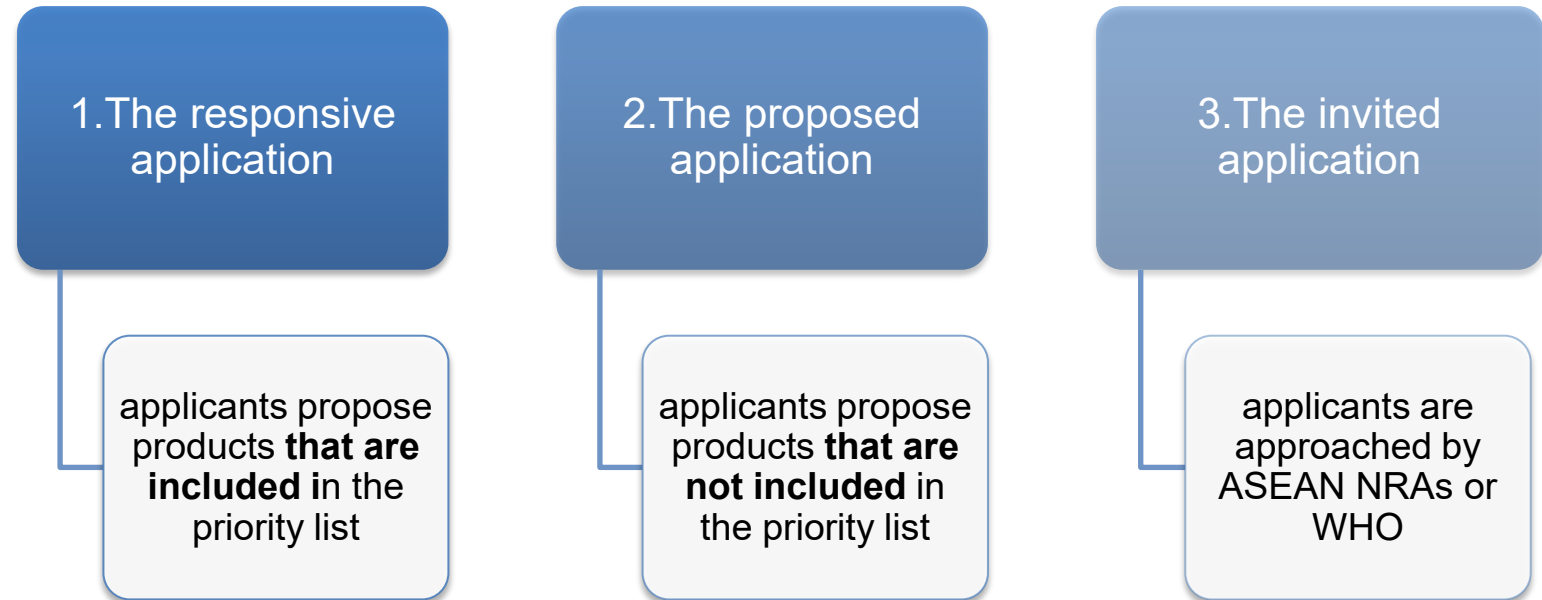 1.The responsive
application
applicants propose
products that are
included in the
priority list
2.The proposed
application
applicants propose
products that are
not included in
the priority list
3.The invited
application
applicants are
approached by
ASEAN NRAs or
WHO